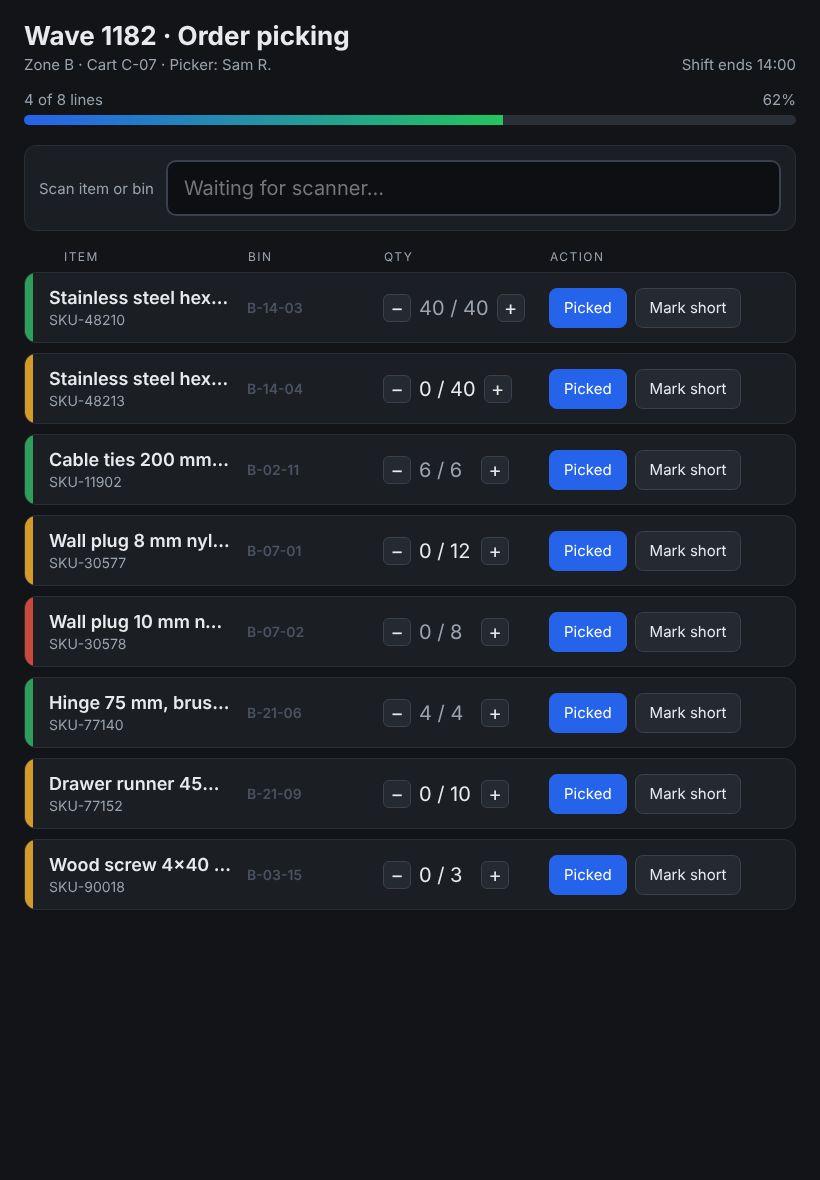 Wave 1182 · Order picking
Zone B · Cart C-07 · Picker: Sam R.
Shift ends 14:00
4 of 8 lines
62%
Scan item or bin
Waiting for scanner...
ITEM BIN QTY ACTION
Stainless steel hex...
SKU-48210
B-14-03
− 40 / 40 +
Picked
Mark short
Stainless steel hex...
SKU-48213
B-14-04
− 0 / 40 +
Picked
Mark short
Cable ties 200 mm...
SKU-11902
B-02-11
− 6 / 6 +
Picked
Mark short
Wall plug 8 mm nyl...
SKU-30577
B-07-01
− 0 / 12 +
Picked
Mark short
Wall plug 10 mm n...
SKU-30578
B-07-02
− 0 / 8 +
Picked
Mark short
Hinge 75 mm, brus...
SKU-77140
B-21-06
− 4 / 4 +
Picked
Mark short
Drawer runner 45...
SKU-77152
B-21-09
− 0 / 10 +
Picked
Mark short
Wood screw 4×40 ...
SKU-90018
B-03-15
− 0 / 3 +
Picked
Mark short